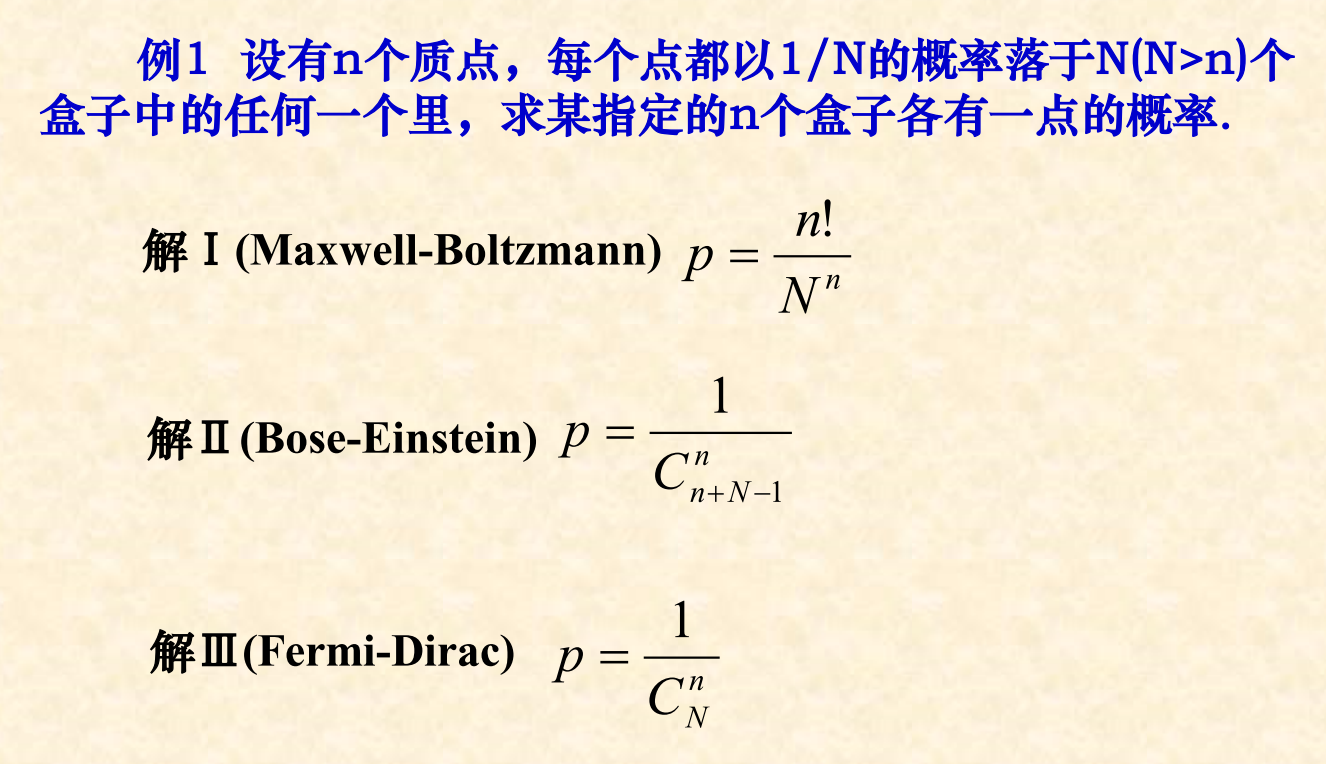 例1 设有n个质点，每个点都以1/N的概率落于N(N>n)个
盒子中的任何一个里，求某指定的n个盒子各有一点的概率.
解Ⅰ(Maxwell-Boltzmann) $p = \frac{n!}{N^n}$
解Ⅱ(Bose-Einstein) $p = \frac{1}{C_{n+N-1}^n}$
解Ⅲ(Fermi-Dirac) $p = \frac{1}{C_N^n}$